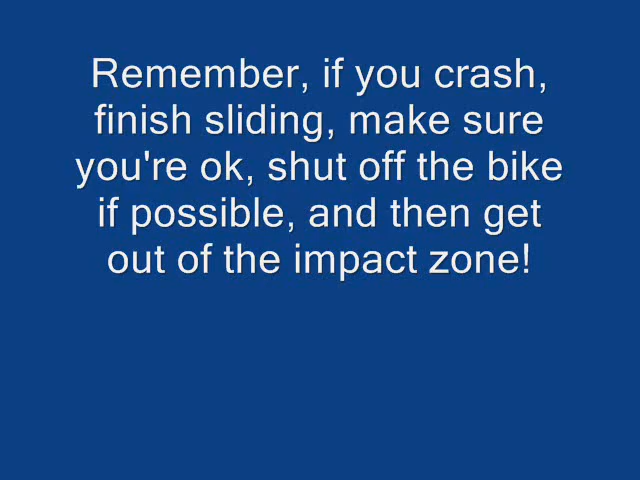 Remember, if you crash,
finish sliding, make sure
you're ok, shut off the bike
if possible, and then get
out of the impact zone!